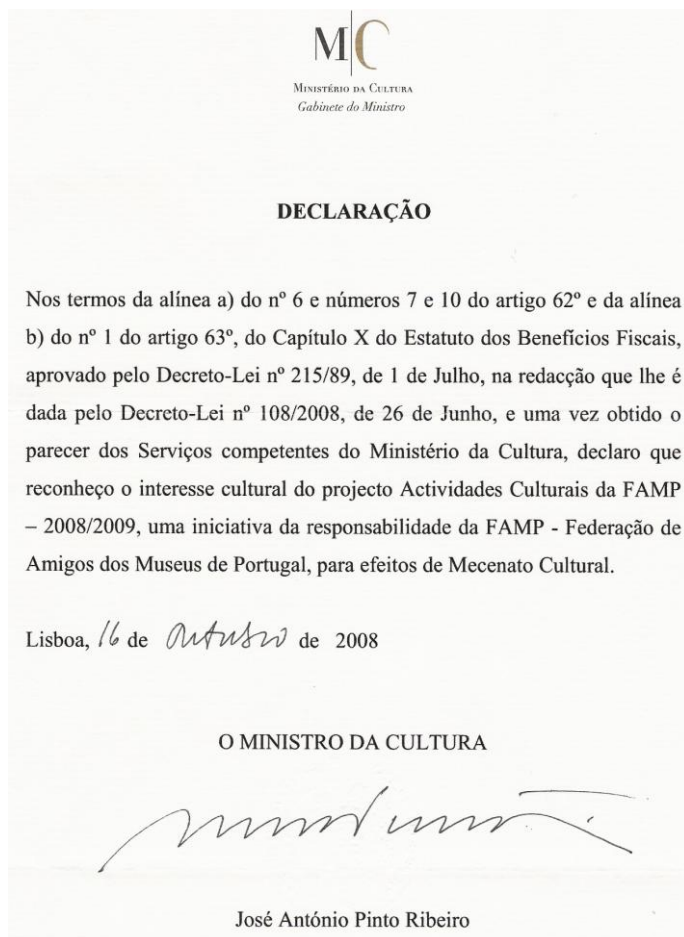 MC
MINISTÉRIO DA CULTURA
Gabinete do Ministro
DECLARAÇÃO
Nos termos da alínea a) do nº 6 e números 7 e 10 do artigo 62º e da alínea
b) do nº 1 do artigo 63º, do Capítulo X do Estatuto dos Benefícios Fiscais,
aprovado pelo Decreto-Lei nº 215/89, de 1 de Julho, na redacção que lhe é
dada pelo Decreto-Lei nº 108/2008, de 26 de Junho, e uma vez obtido o
parecer dos Serviços competentes do Ministério da Cultura, declaro que
reconheço o interesse cultural do projecto Actividades Culturais da FAMP
– 2008/2009, uma iniciativa da responsabilidade da FAMP - Federação de
Amigos dos Museus de Portugal, para efeitos de Mecenato Cultural.
Lisboa, 16 de outubro de 2008
O MINISTRO DA CULTURA
José António Pinto Ribeiro